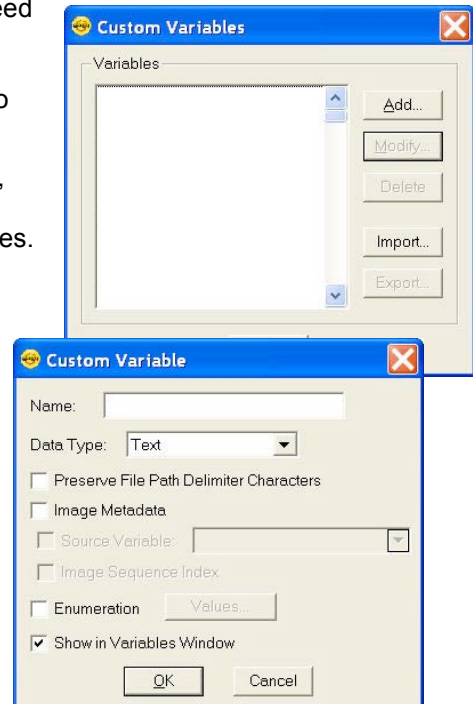 eed
o
,
es.
Custom Variables
Variables
Add...
Modify...
Delete
Import...
Export...
Custom Variable
Name:
Data Type: Text
Preserve File Path Delimiter Characters
Image Metadata
Source Variable:
Image Sequence Index
Enumeration Values...
Show in Variables Window
OK Cancel